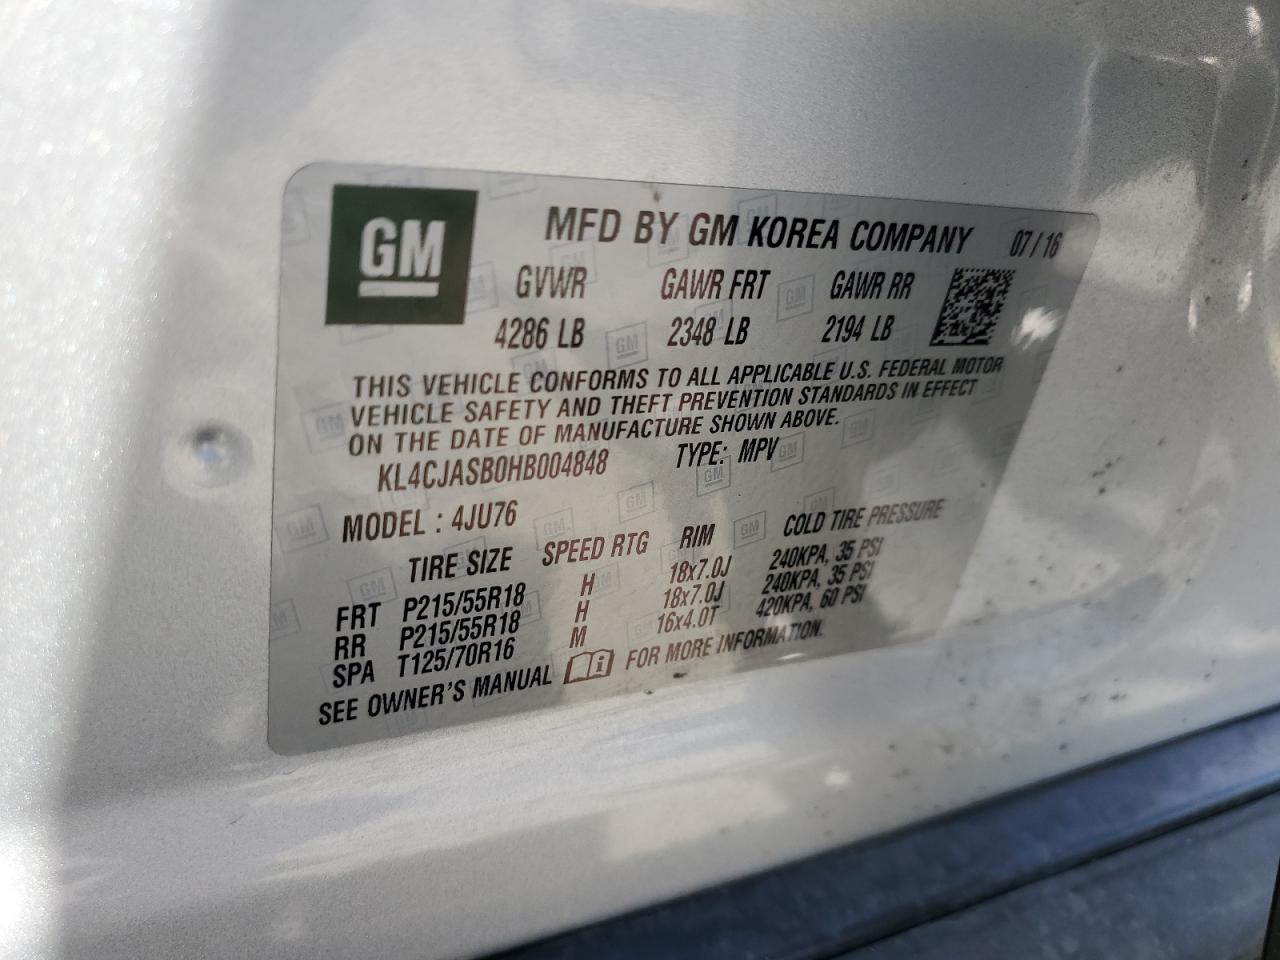 GM
MFD BY GM KOREA COMPANY 07/16
GVWR GAWR FRT GAWR RR
4286 LB 2348 LB 2194 LB
THIS VEHICLE CONFORMS TO ALL APPLICABLE U.S. FEDERAL MOTOR
VEHICLE SAFETY AND THEFT PREVENTION STANDARDS IN EFFECT
ON THE DATE OF MANUFACTURE SHOWN ABOVE.
KL4CJASB0HB004848 TYPE: MPV
MODEL : 4JU76
TIRE SIZE SPEED RTG RIM COLD TIRE PRESSURE
FRT P215/55R18 H 18x7.0J 240KPA, 35 PSI
RR P215/55R18 H 18x7.0J 240KPA, 35 PSI
SPA T125/70R16 M 16x4.0T 420KPA, 60 PSI
SEE OWNER'S MANUAL i FOR MORE INFORMATION.